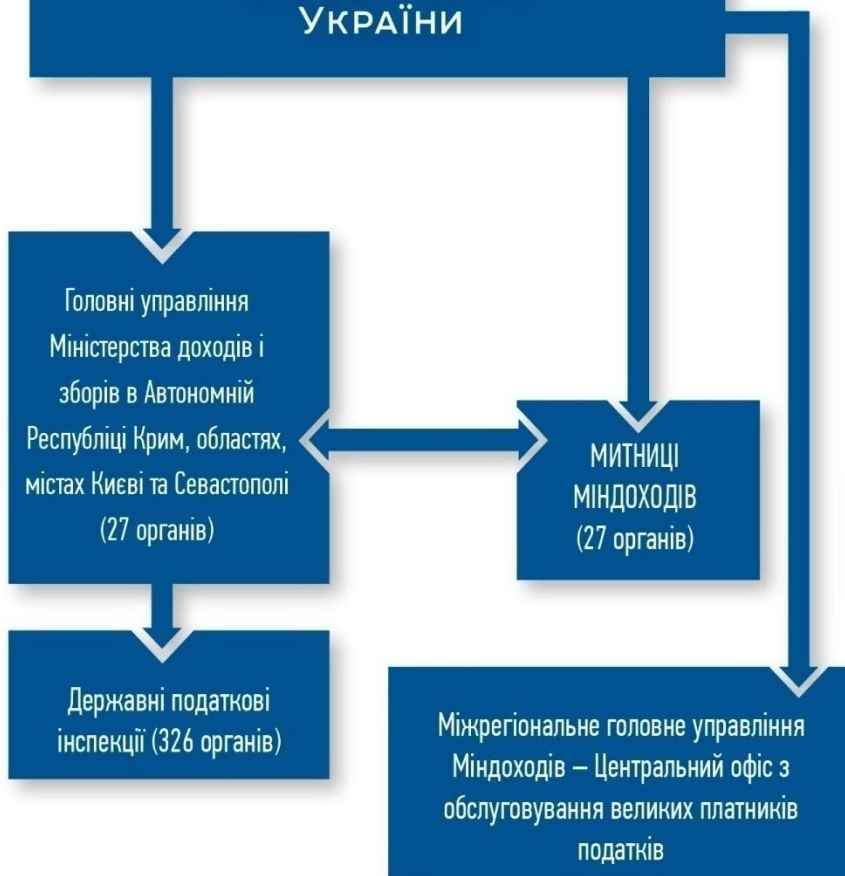 України
Головні управління
Міністерства доходів і
зборів в Автономній
Республіці Крим, областях,
містах Києві та Севастополі
(27 органів)
МИТНИЦІ
МІНДОХОДІВ
(27 органів)
Державні податкові
інспекції (326 органів)
Міжрегіональне головне управління
Міндоходів – Центральний офіс з
обслуговування великих платників
податків